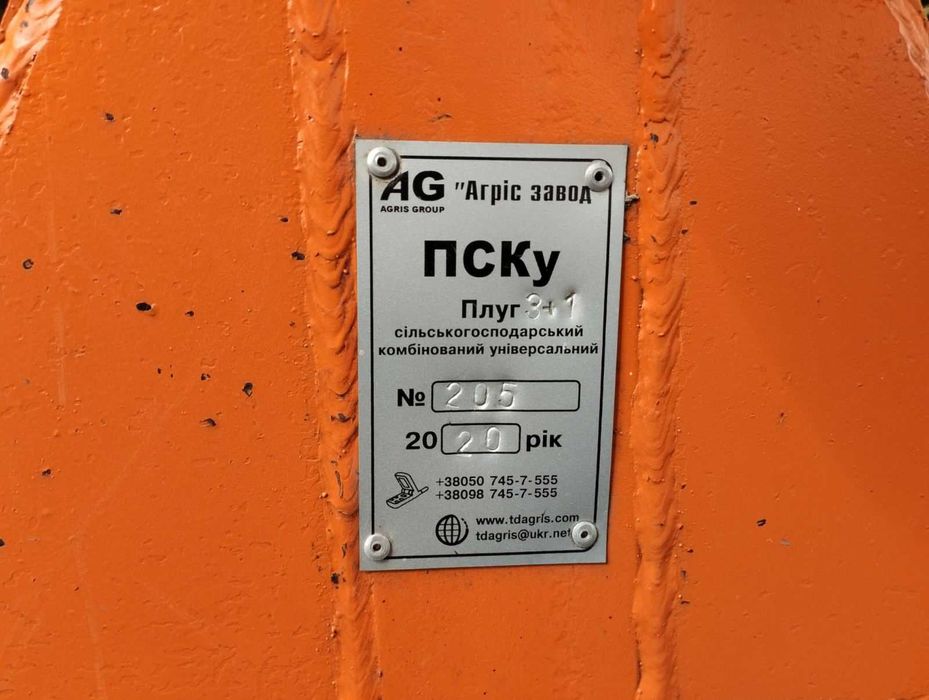 AG "Агріс завод
AGRIS GROUP
ПСКу
Плуг 3+1
сільськогосподарський
комбінований універсальний
№ 205
20 20 рік
+38050 745-7-555
+38098 745-7-555
www.tdagris.com
tdagris@ukr.net